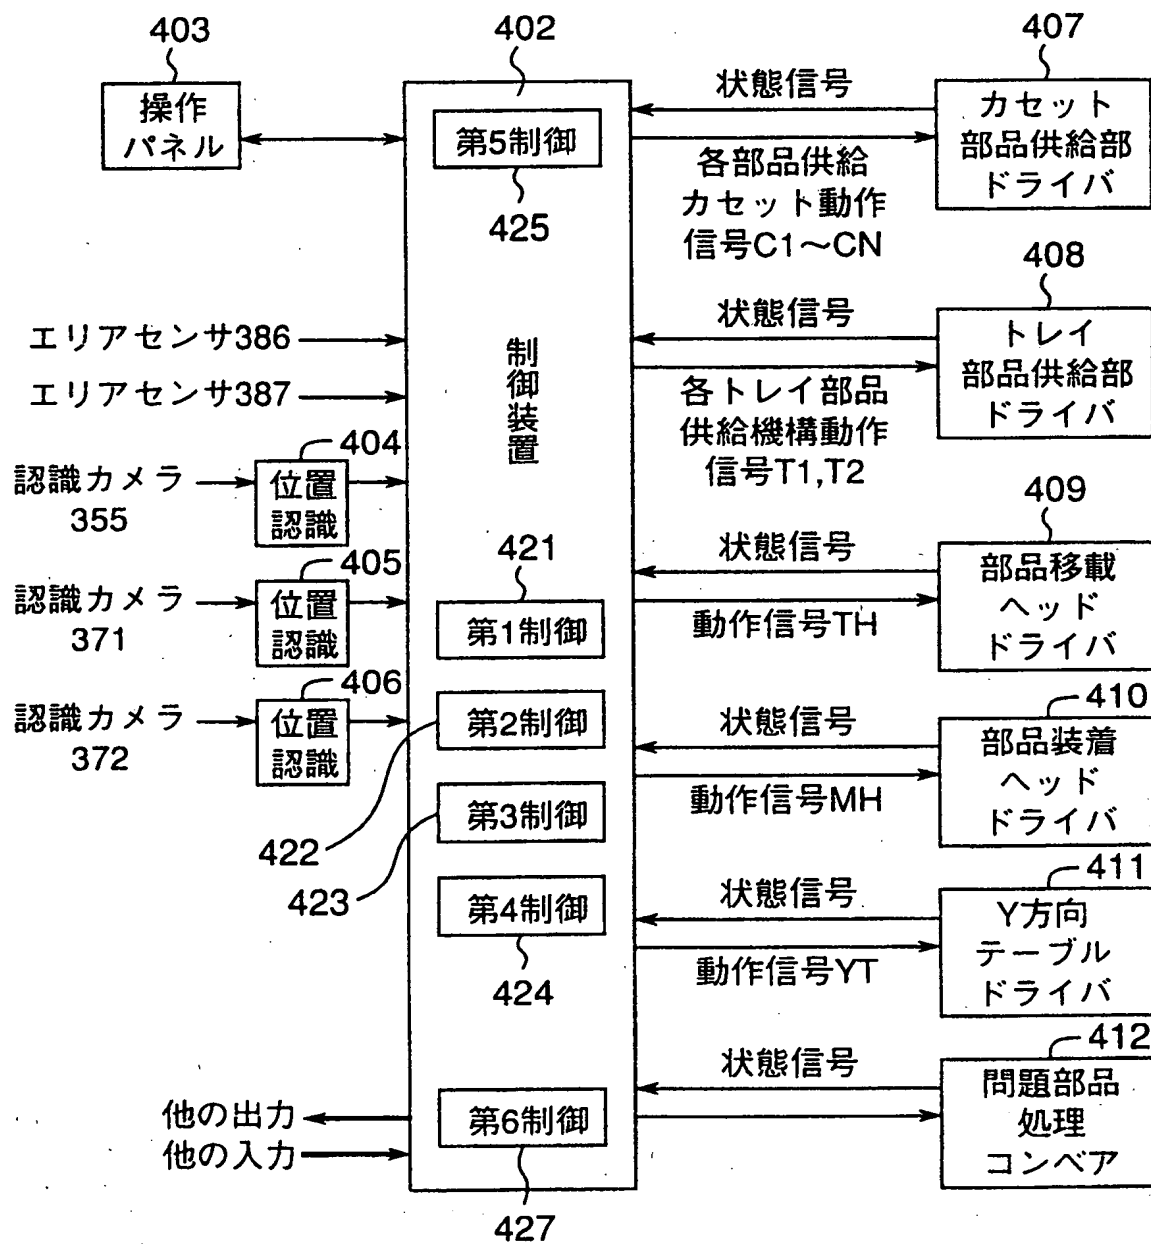 403
操作
パネル
402
第5制御
425
状態信号
各部品供給
カセット動作
信号C1～CN
407
カセット
部品供給部
ドライバ
エリアセンサ386
エリアセンサ387
制御装置
状態信号
各トレイ部品
供給機構動作
信号T1,T2
408
トレイ
部品供給部
ドライバ
認識カメラ
355
404
位置
認識
認識カメラ
371
405
位置
認識
認識カメラ
372
406
位置
認識
421
第1制御
第2制御
422
第3制御
423
第4制御
424
状態信号
動作信号TH
409
部品移載
ヘッド
ドライバ
状態信号
動作信号MH
410
部品装着
ヘッド
ドライバ
状態信号
動作信号YT
411
Y方向
テーブル
ドライバ
他の出力
他の入力
第6制御
427
状態信号
412
問題部品
処理
コンベア